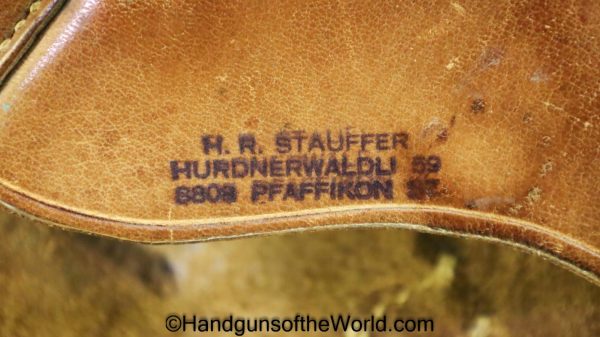 H. R. STAUFFER
HURDNERWALDLI 59
8808 PFAFFIKON SZ
©HandgunsoftheWorld.com